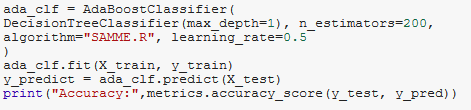 ada_clf = AdaBoostClassifier(
DecisionTreeClassifier(max_depth=1), n_estimators=200,
algorithm="SAMME.R", learning_rate=0.5
)
ada_clf.fit(X_train, y_train)
y_predict = ada_clf.predict(X_test)
print("Accuracy:",metrics.accuracy_score(y_test, y_pred))